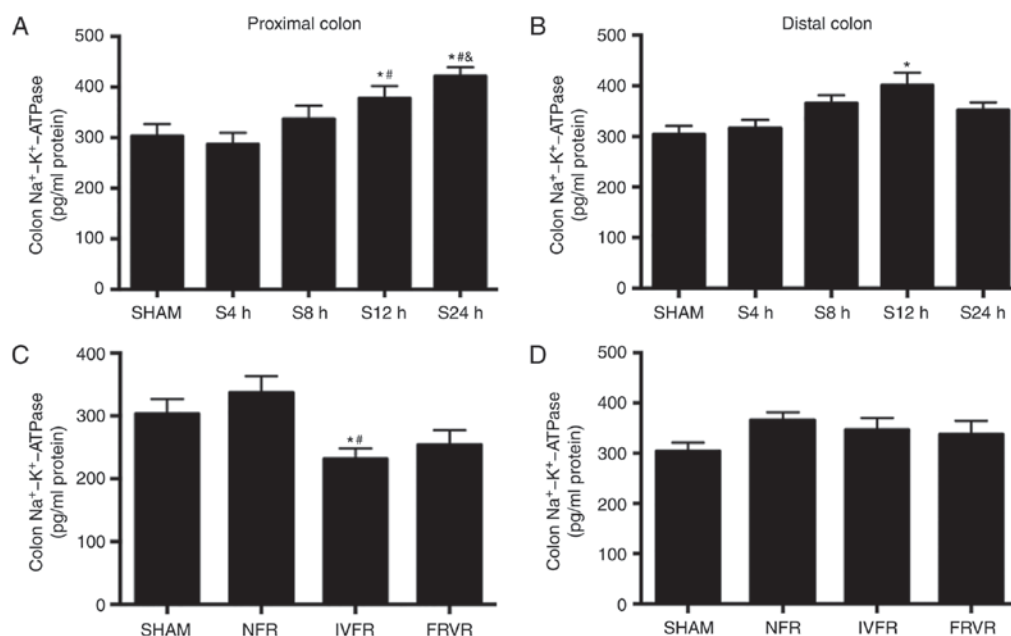 A
Proximal colon
Colon Na⁺–K⁺–ATPase
(pg/ml protein)
500
400
300
200
100
0
*#
*#&
SHAM
S4 h
S8 h
S12 h
S24 h
B
Distal colon
Colon Na⁺–K⁺–ATPase
(pg/ml protein)
500
400
300
200
100
0
*
SHAM
S4 h
S8 h
S12 h
S24 h
C
Colon Na⁺–K⁺–ATPase
(pg/ml protein)
400
300
200
100
0
*#
SHAM
NFR
IVFR
FRVR
D
Colon Na⁺–K⁺–ATPase
(pg/ml protein)
500
400
300
200
100
0
SHAM
NFR
IVFR
FRVR